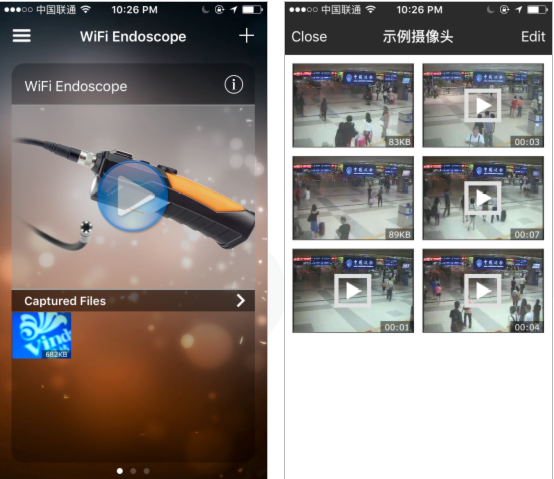 中国联通 10:26 PM
WiFi Endoscope
WiFi Endoscope
Captured Files
Vind
682KB
中国联通 10:26 PM
Close 示例摄像头 Edit
83KB 00:03
89KB 00:07
00:01 00:04